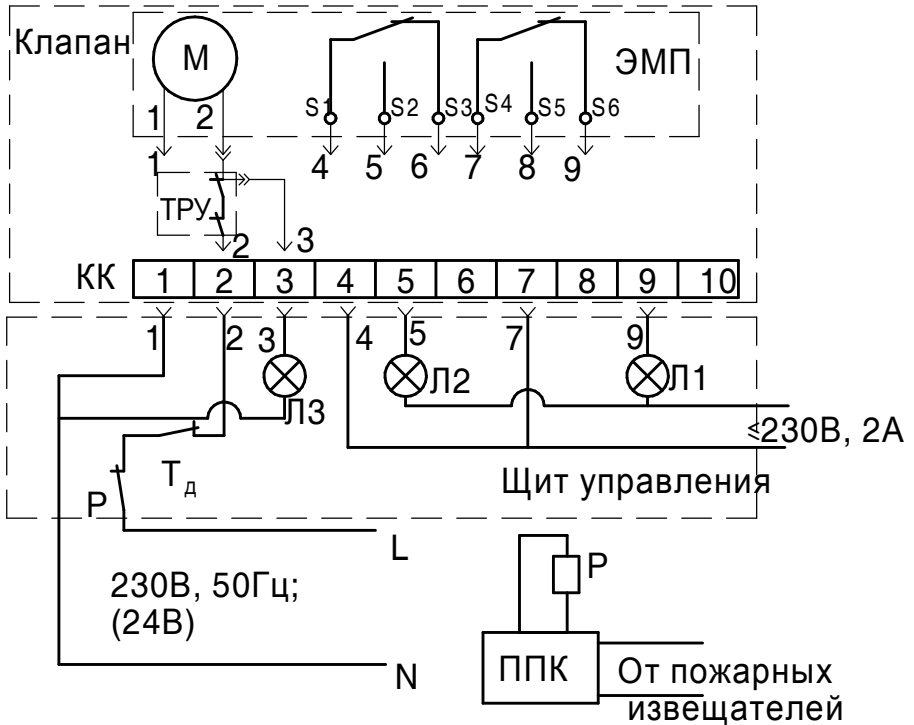 Клапан
М
ЭМП
1 2
S1 S2 S3 S4 S5 S6
1
4 5 6 7 8 9
ТРУ
2 3
КК
1 2 3 4 5 6 7 8 9 10
1 2 3 4 5 7 9
Л3 Л2 Л1
≤230В, 2А
Тд
Щит управления
Р
L
230В, 50Гц;
(24В)
Р
N
ППК
От пожарных
извещателей